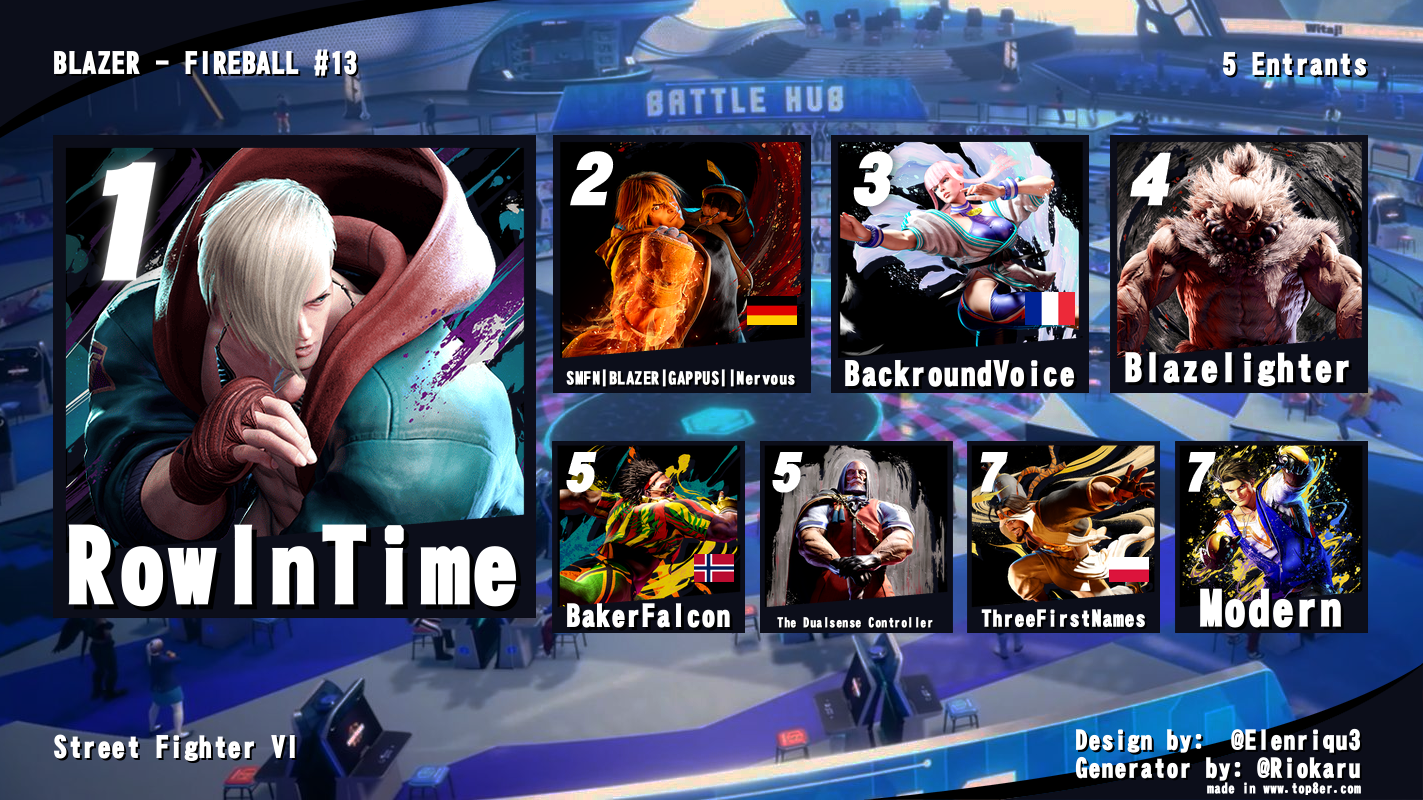 BLAZER - FIREBALL #13
5 Entrants
Witaj!
BATTLE HUB
1
RowInTime
2
SMFN|BLAZER|GAPPUS||Nervous
3
BackroundVoice
4
Blazelighter
5
BakerFalcon
5
The Dualsense Controller
7
ThreeFirstNames
7
Modern
Street Fighter VI
Design by: @Elenriqu3
Generator by: @Riokaru
made in www.top8er.com